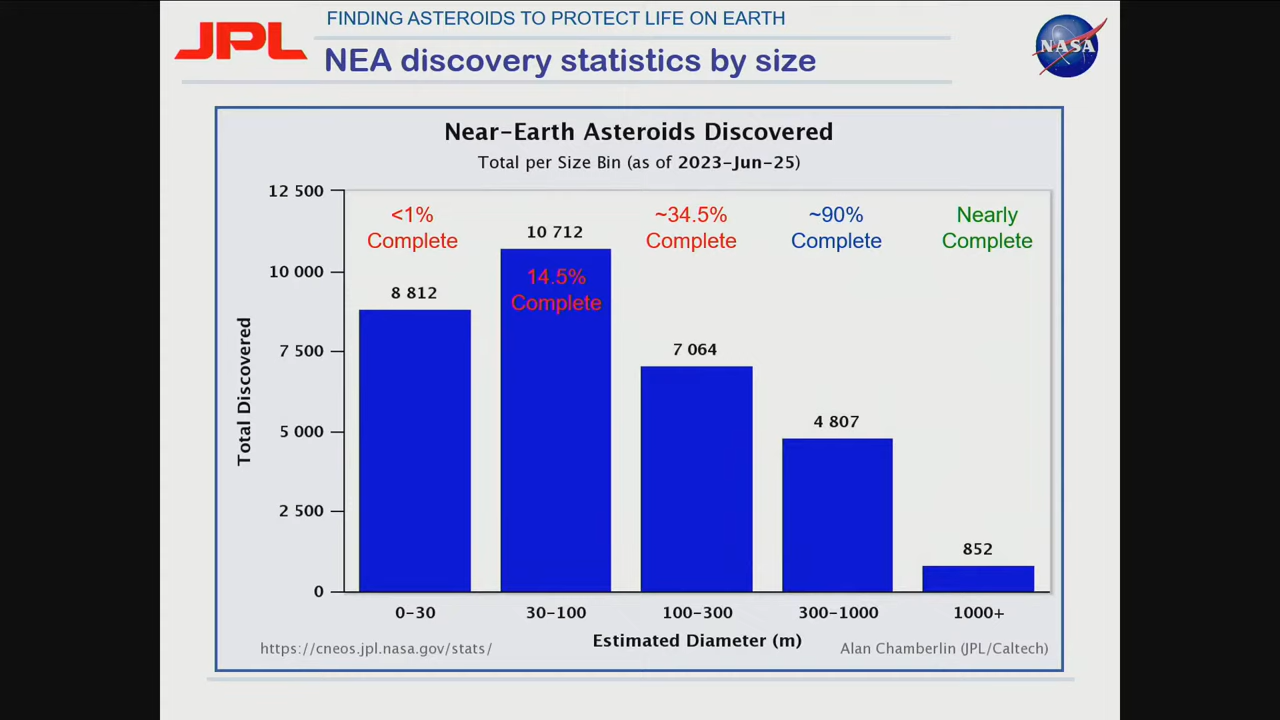 FINDING ASTEROIDS TO PROTECT LIFE ON EARTH
JPL
NASA
NEA discovery statistics by size
Near-Earth Asteroids Discovered
Total per Size Bin (as of 2023-Jun-25)
12 500
10 000
7 500
5 000
2 500
0
Total Discovered
<1%
Complete
8 812
10 712
14.5%
Complete
~34.5%
Complete
7 064
~90%
Complete
4 807
Nearly
Complete
852
0-30
30-100
100-300
300-1000
1000+
Estimated Diameter (m)
https://cneos.jpl.nasa.gov/stats/
Alan Chamberlin (JPL/Caltech)